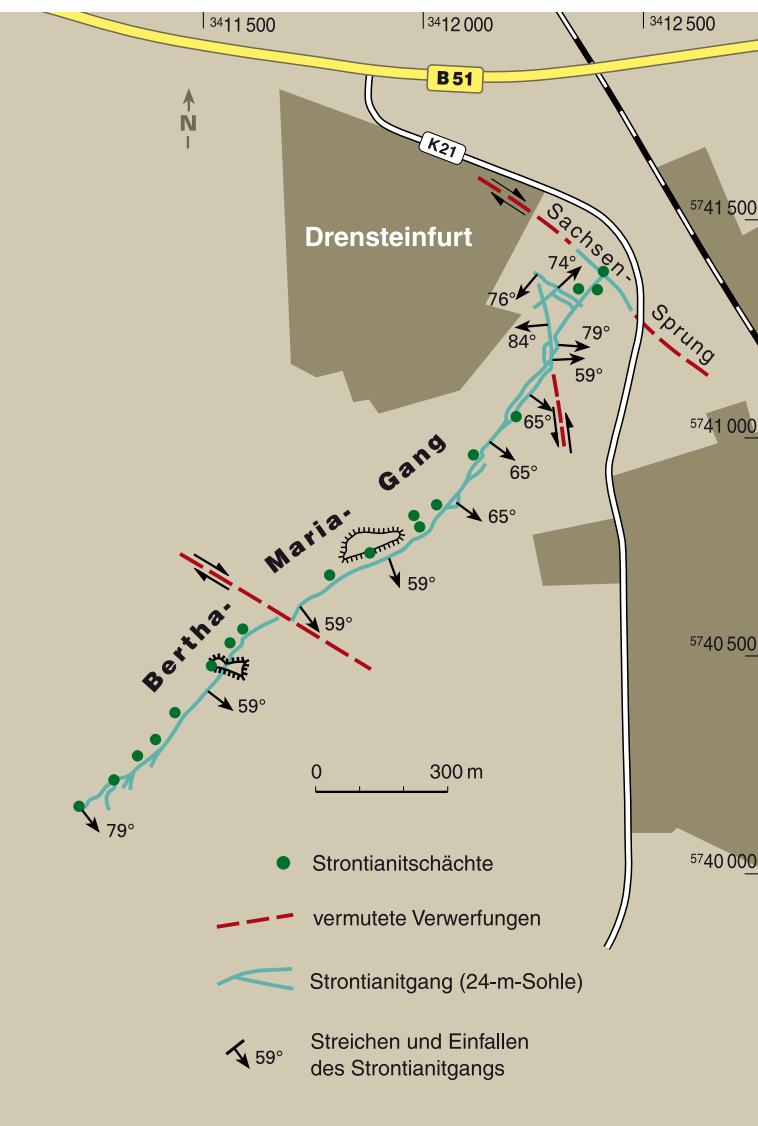 ³⁴11 500
³⁴12 000
³⁴12 500
B 51
N
K21
⁵⁷41 500
Drensteinfurt
Sachsen-
Sprung
74°
76°
84°
79°
59°
65°
⁵⁷41 000
65°
65°
Bertha-Maria-Gang
59°
59°
⁵⁷40 500
59°
0 300 m
79°
⁵⁷40 000
Strontianitschächte
vermutete Verwerfungen
Strontianitgang (24-m-Sohle)
59°
Streichen und Einfallen
des Strontianitgangs